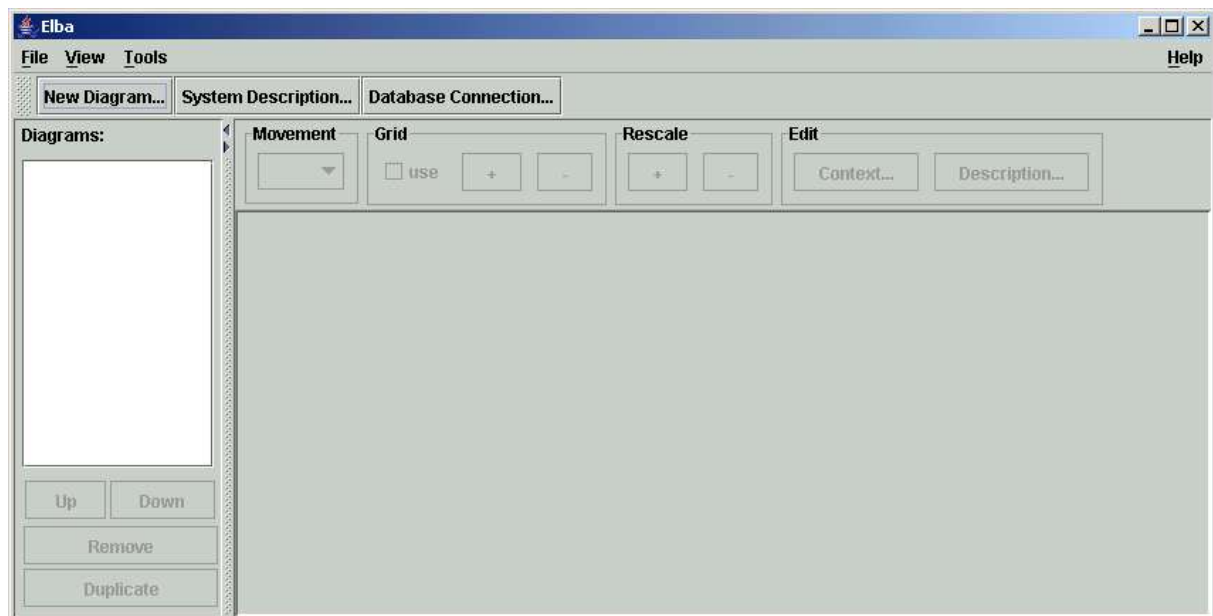 Elba
File View Tools Help
New Diagram... System Description... Database Connection...
Diagrams:
Movement Grid Rescale Edit
use + - + - Context... Description...
Up Down
Remove
Duplicate